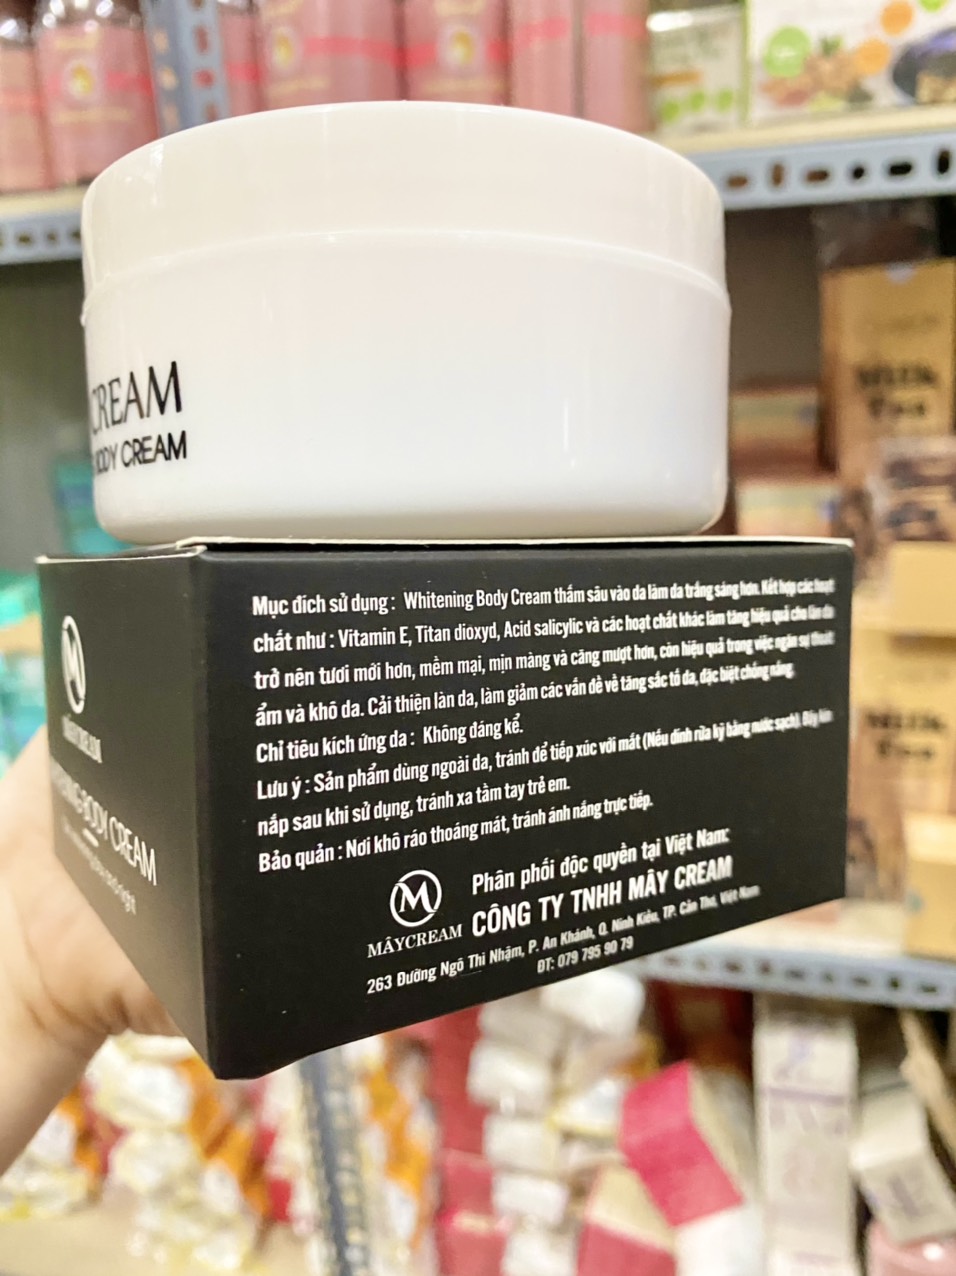 CREAM
BODY CREAM
Mục đích sử dụng : Whitening Body Cream thấm sâu vào da làm da trắng sáng hơn. Kết hợp các hoạt
chất như : Vitamin E, Titan dioxyd, Acid salicylic và các hoạt chất khác làm tăng hiệu quả cho làn da
trở nên tươi mới hơn, mềm mại, mịn màng và căng mượt hơn, còn hiệu quả trong việc ngăn sự thoát
ẩm và khô da. Cải thiện làn da, làm giảm các vấn đề về tăng sắc tố da, đặc biệt chống nắng.
Chỉ tiêu kích ứng da : Không đáng kể.
Lưu ý : Sản phẩm dùng ngoài da, tránh để tiếp xúc với mắt (Nếu dính rửa kỹ bằng nước sạch) Đậy kín
nắp sau khi sử dụng, tránh xa tầm tay trẻ em.
Bảo quản : Nơi khô ráo thoáng mát, tránh ánh nắng trực tiếp.
M
MÂYCREAM
Phân phối độc quyền tại Việt Nam:
CÔNG TY TNHH MÂY CREAM
263 Đường Ngô Thì Nhậm, P. An Khánh, Q. Ninh Kiều, TP. Cần Thơ, Việt Nam
ĐT: 079 795 90 79
M
MÂYCREAM
BODY CREAM
Milk
Tea
Milk
Tea